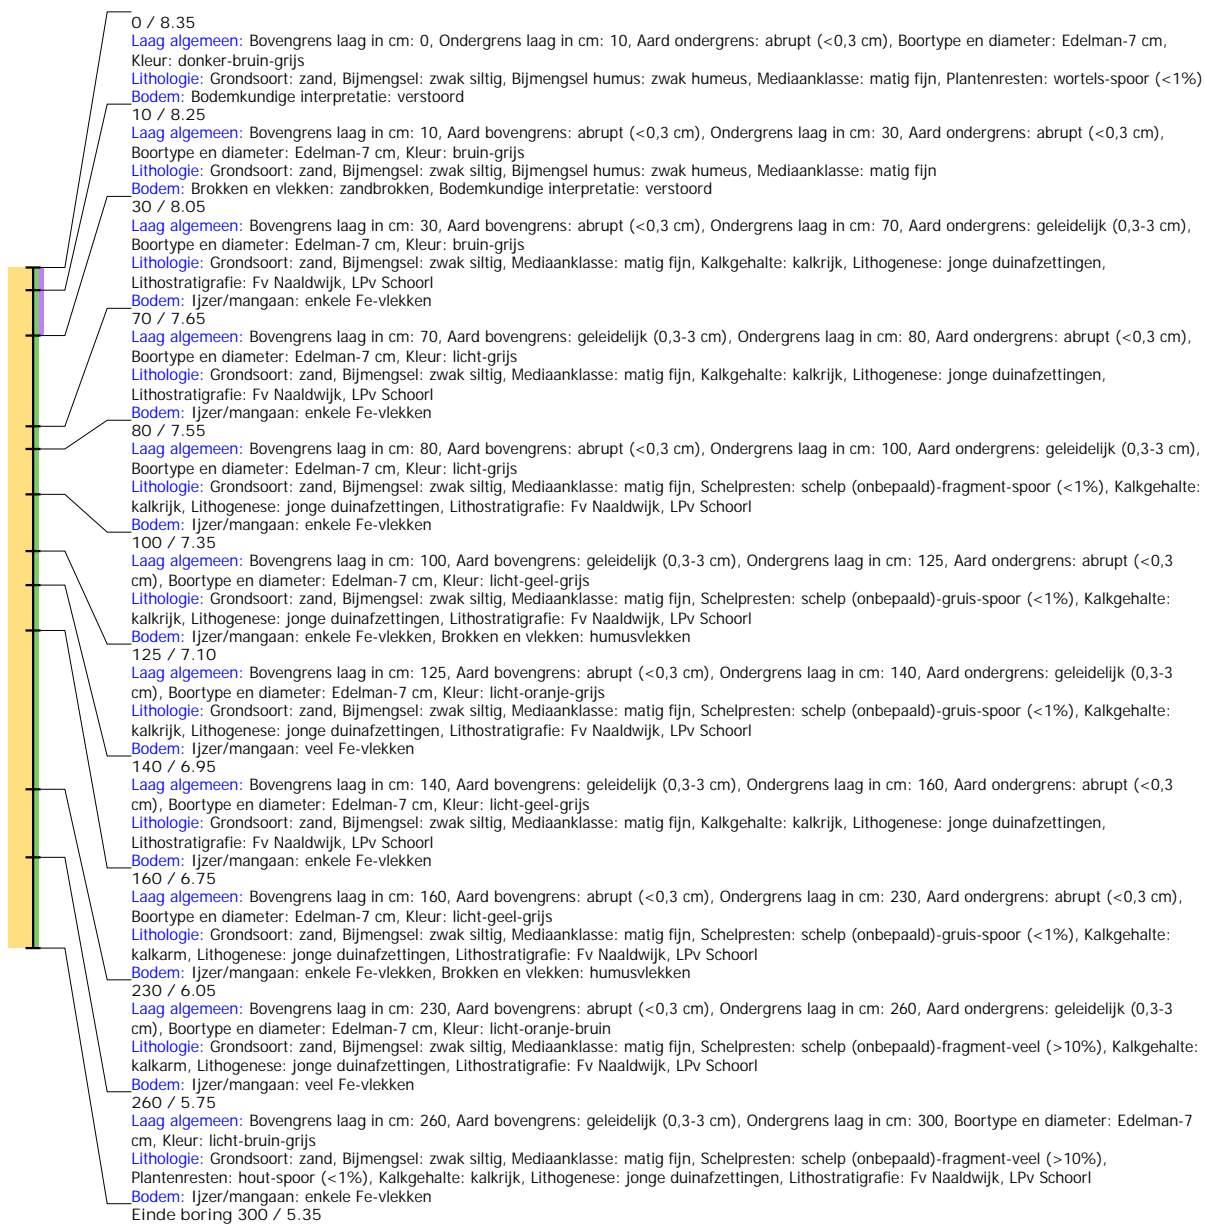 0 / 8.35
Laag algemeen: Bovengrens laag in cm: 0, Ondergrens laag in cm: 10, Aard ondergrens: abrupt (<0,3 cm), Boortype en diameter: Edelman-7 cm,
Kleur: donker-bruin-grijs
Lithologie: Grondsoort: zand, Bijmengsel: zwak siltig, Bijmengsel humus: zwak humeus, Mediaanklasse: matig fijn, Plantenresten: wortels-spoor (<1%)
Bodem: Bodemkundige interpretatie: verstoord
10 / 8.25
Laag algemeen: Bovengrens laag in cm: 10, Aard bovengrens: abrupt (<0,3 cm), Ondergrens laag in cm: 30, Aard ondergrens: abrupt (<0,3 cm),
Boortype en diameter: Edelman-7 cm, Kleur: bruin-grijs
Lithologie: Grondsoort: zand, Bijmengsel: zwak siltig, Bijmengsel humus: zwak humeus, Mediaanklasse: matig fijn
Bodem: Brokken en vlekken: zandbrokken, Bodemkundige interpretatie: verstoord
30 / 8.05
Laag algemeen: Bovengrens laag in cm: 30, Aard bovengrens: abrupt (<0,3 cm), Ondergrens laag in cm: 70, Aard ondergrens: geleidelijk (0,3-3 cm),
Boortype en diameter: Edelman-7 cm, Kleur: bruin-grijs
Lithologie: Grondsoort: zand, Bijmengsel: zwak siltig, Mediaanklasse: matig fijn, Kalkgehalte: kalkrijk, Lithogenese: jonge duinafzettingen,
Lithostratigrafie: Fv Naaldwijk, LPv Schoorl
Bodem: Ijzer/mangaan: enkele Fe-vlekken
70 / 7.65
Laag algemeen: Bovengrens laag in cm: 70, Aard bovengrens: geleidelijk (0,3-3 cm), Ondergrens laag in cm: 80, Aard ondergrens: abrupt (<0,3 cm),
Boortype en diameter: Edelman-7 cm, Kleur: licht-grijs
Lithologie: Grondsoort: zand, Bijmengsel: zwak siltig, Mediaanklasse: matig fijn, Kalkgehalte: kalkrijk, Lithogenese: jonge duinafzettingen,
Lithostratigrafie: Fv Naaldwijk, LPv Schoorl
Bodem: Ijzer/mangaan: enkele Fe-vlekken
80 / 7.55
Laag algemeen: Bovengrens laag in cm: 80, Aard bovengrens: abrupt (<0,3 cm), Ondergrens laag in cm: 100, Aard ondergrens: geleidelijk (0,3-3 cm),
Boortype en diameter: Edelman-7 cm, Kleur: licht-grijs
Lithologie: Grondsoort: zand, Bijmengsel: zwak siltig, Mediaanklasse: matig fijn, Schelpresten: schelp (onbepaald)-fragment-spoor (<1%), Kalkgehalte:
kalkrijk, Lithogenese: jonge duinafzettingen, Lithostratigrafie: Fv Naaldwijk, LPv Schoorl
Bodem: Ijzer/mangaan: enkele Fe-vlekken
100 / 7.35
Laag algemeen: Bovengrens laag in cm: 100, Aard bovengrens: geleidelijk (0,3-3 cm), Ondergrens laag in cm: 125, Aard ondergrens: abrupt (<0,3
cm), Boortype en diameter: Edelman-7 cm, Kleur: licht-geel-grijs
Lithologie: Grondsoort: zand, Bijmengsel: zwak siltig, Mediaanklasse: matig fijn, Schelpresten: schelp (onbepaald)-gruis-spoor (<1%), Kalkgehalte:
kalkrijk, Lithogenese: jonge duinafzettingen, Lithostratigrafie: Fv Naaldwijk, LPv Schoorl
Bodem: Ijzer/mangaan: enkele Fe-vlekken, Brokken en vlekken: humusvlekken
125 / 7.10
Laag algemeen: Bovengrens laag in cm: 125, Aard bovengrens: abrupt (<0,3 cm), Ondergrens laag in cm: 140, Aard ondergrens: geleidelijk (0,3-3
cm), Boortype en diameter: Edelman-7 cm, Kleur: licht-oranje-grijs
Lithologie: Grondsoort: zand, Bijmengsel: zwak siltig, Mediaanklasse: matig fijn, Schelpresten: schelp (onbepaald)-gruis-spoor (<1%), Kalkgehalte:
kalkrijk, Lithogenese: jonge duinafzettingen, Lithostratigrafie: Fv Naaldwijk, LPv Schoorl
Bodem: Ijzer/mangaan: veel Fe-vlekken
140 / 6.95
Laag algemeen: Bovengrens laag in cm: 140, Aard bovengrens: geleidelijk (0,3-3 cm), Ondergrens laag in cm: 160, Aard ondergrens: abrupt (<0,3
cm), Boortype en diameter: Edelman-7 cm, Kleur: licht-geel-grijs
Lithologie: Grondsoort: zand, Bijmengsel: zwak siltig, Mediaanklasse: matig fijn, Kalkgehalte: kalkrijk, Lithogenese: jonge duinafzettingen,
Lithostratigrafie: Fv Naaldwijk, LPv Schoorl
Bodem: Ijzer/mangaan: enkele Fe-vlekken
160 / 6.75
Laag algemeen: Bovengrens laag in cm: 160, Aard bovengrens: abrupt (<0,3 cm), Ondergrens laag in cm: 230, Aard ondergrens: abrupt (<0,3 cm),
Boortype en diameter: Edelman-7 cm, Kleur: licht-geel-grijs
Lithologie: Grondsoort: zand, Bijmengsel: zwak siltig, Mediaanklasse: matig fijn, Schelpresten: schelp (onbepaald)-gruis-spoor (<1%), Kalkgehalte:
kalkarm, Lithogenese: jonge duinafzettingen, Lithostratigrafie: Fv Naaldwijk, LPv Schoorl
Bodem: Ijzer/mangaan: enkele Fe-vlekken, Brokken en vlekken: humusvlekken
230 / 6.05
Laag algemeen: Bovengrens laag in cm: 230, Aard bovengrens: abrupt (<0,3 cm), Ondergrens laag in cm: 260, Aard ondergrens: geleidelijk (0,3-3
cm), Boortype en diameter: Edelman-7 cm, Kleur: licht-oranje-bruin
Lithologie: Grondsoort: zand, Bijmengsel: zwak siltig, Mediaanklasse: matig fijn, Schelpresten: schelp (onbepaald)-fragment-veel (>10%), Kalkgehalte:
kalkarm, Lithogenese: jonge duinafzettingen, Lithostratigrafie: Fv Naaldwijk, LPv Schoorl
Bodem: Ijzer/mangaan: veel Fe-vlekken
260 / 5.75
Laag algemeen: Bovengrens laag in cm: 260, Aard bovengrens: geleidelijk (0,3-3 cm), Ondergrens laag in cm: 300, Boortype en diameter: Edelman-7
cm, Kleur: licht-bruin-grijs
Lithologie: Grondsoort: zand, Bijmengsel: zwak siltig, Mediaanklasse: matig fijn, Schelpresten: schelp (onbepaald)-fragment-veel (>10%),
Plantenresten: hout-spoor (<1%), Kalkgehalte: kalkrijk, Lithogenese: jonge duinafzettingen, Lithostratigrafie: Fv Naaldwijk, LPv Schoorl
Bodem: Ijzer/mangaan: enkele Fe-vlekken
Einde boring 300 / 5.35